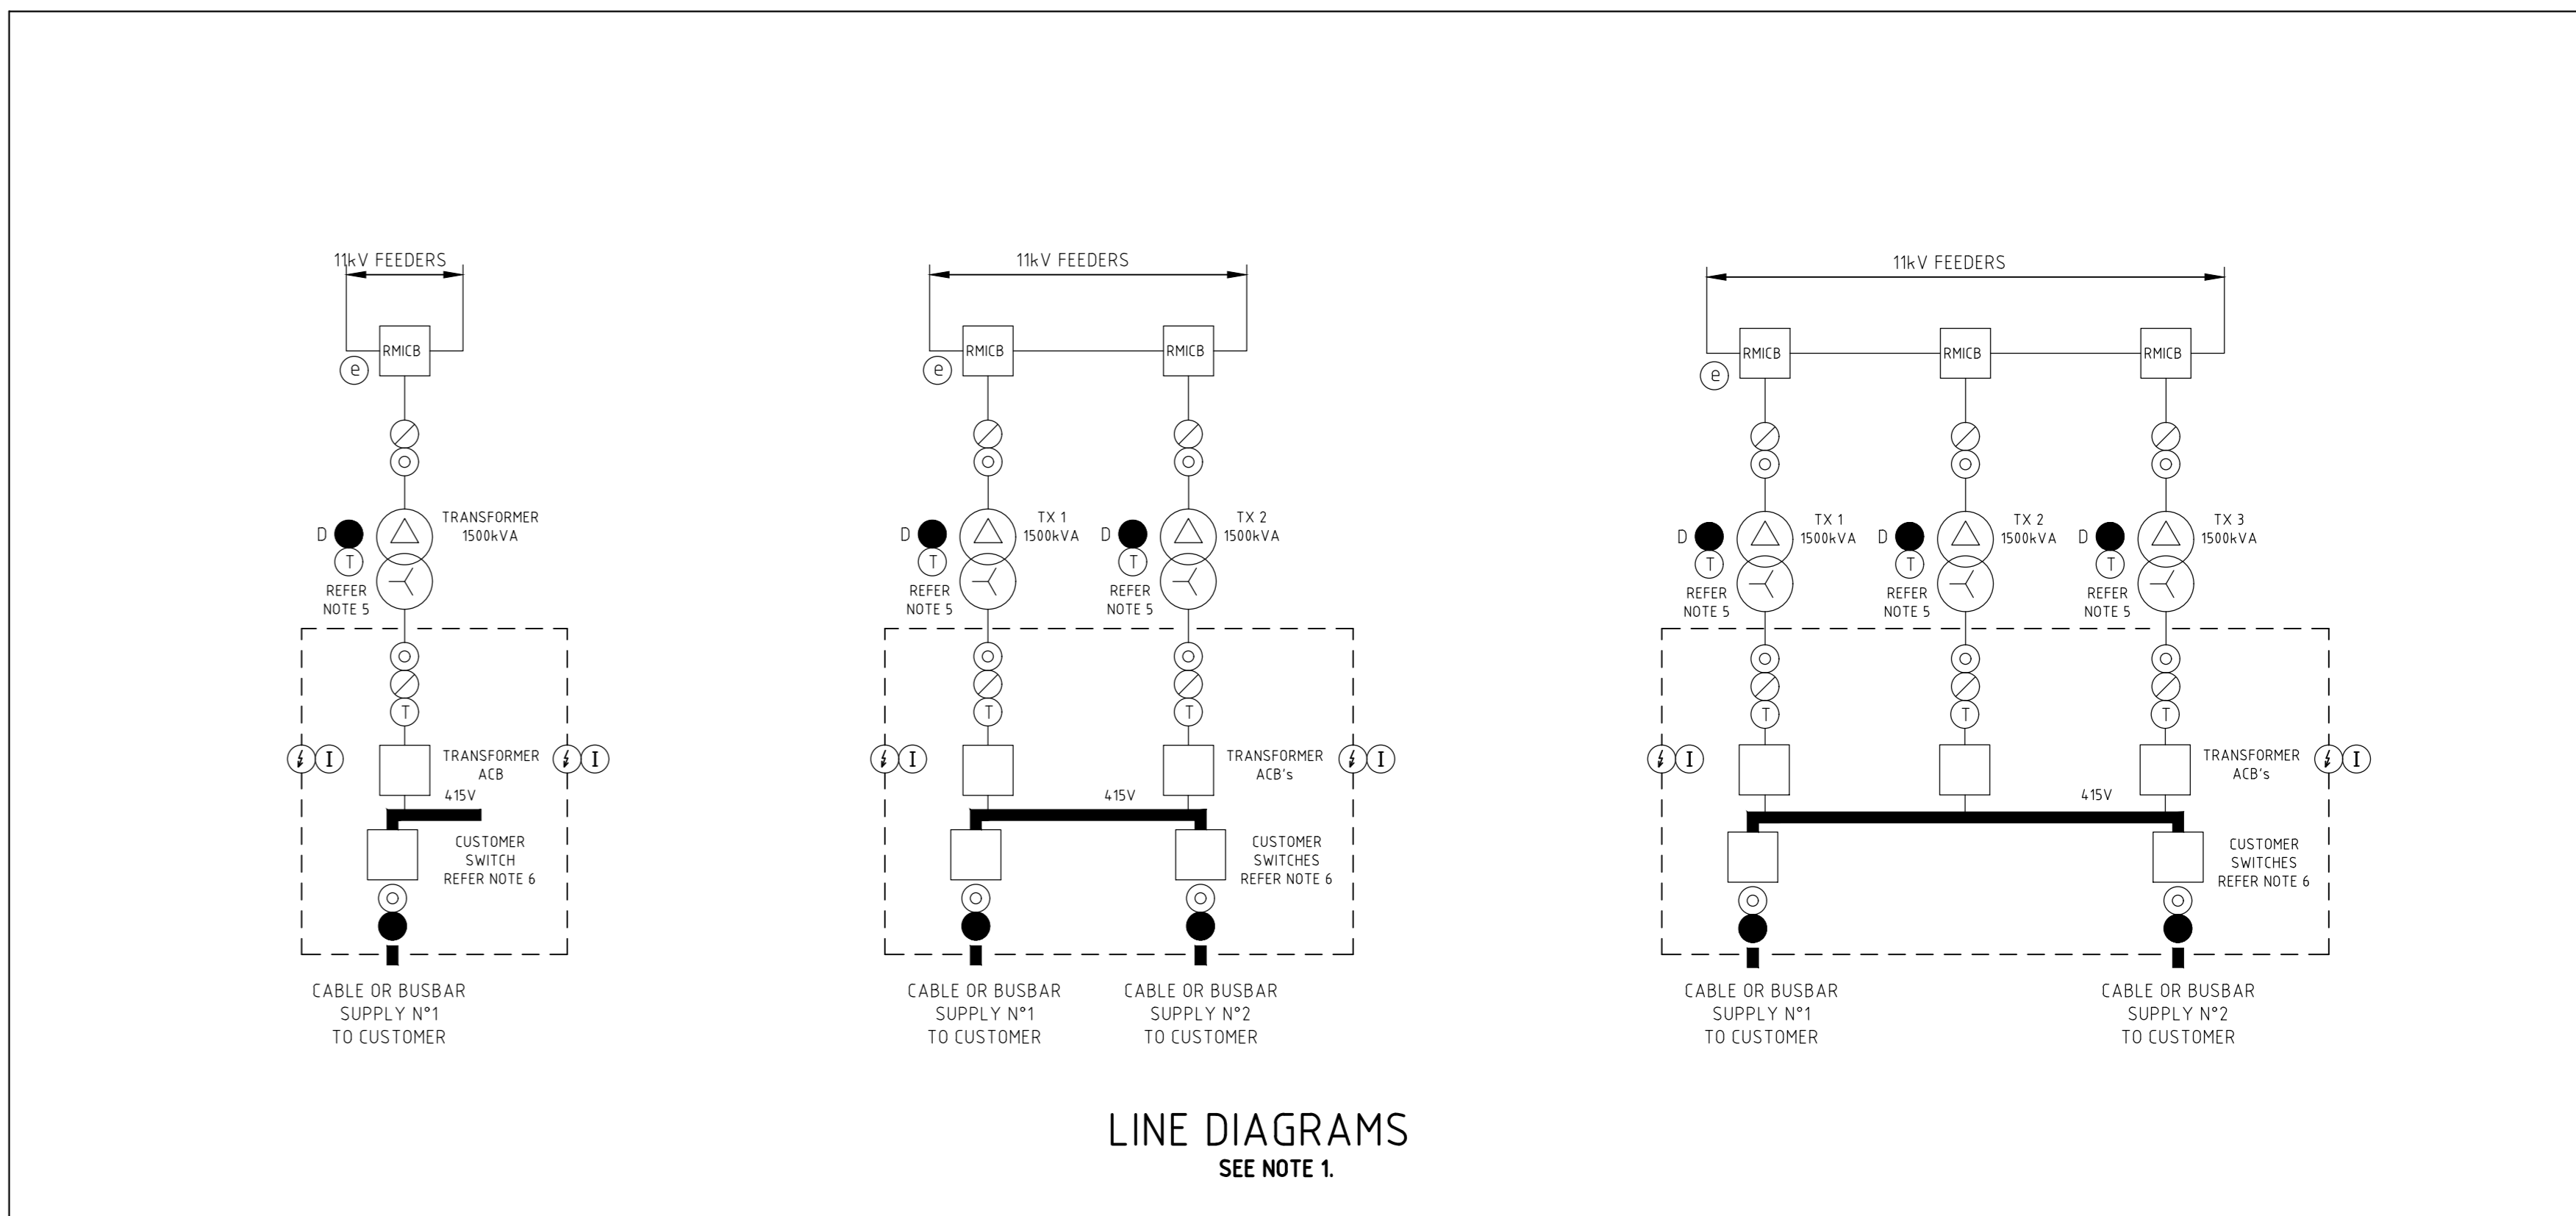 11kV FEEDERS
RMICB
e
D
T
REFER
NOTE 5
TRANSFORMER
1500kVA
T
I
TRANSFORMER
ACB
I
415V
CUSTOMER
SWITCH
REFER NOTE 6
CABLE OR BUSBAR
SUPPLY N°1
TO CUSTOMER
11kV FEEDERS
RMICB
RMICB
e
D
T
REFER
NOTE 5
TX 1
1500kVA
D
T
REFER
NOTE 5
TX 2
1500kVA
T
T
I
TRANSFORMER
ACB's
I
415V
CUSTOMER
SWITCHES
REFER NOTE 6
CABLE OR BUSBAR
SUPPLY N°1
TO CUSTOMER
CABLE OR BUSBAR
SUPPLY N°2
TO CUSTOMER
11kV FEEDERS
RMICB
RMICB
RMICB
e
D
T
REFER
NOTE 5
TX 1
1500kVA
D
T
REFER
NOTE 5
TX 2
1500kVA
D
T
REFER
NOTE 5
TX 3
1500kVA
T
T
T
I
TRANSFORMER
ACB's
I
415V
CUSTOMER
SWITCHES
REFER NOTE 6
CABLE OR BUSBAR
SUPPLY N°1
TO CUSTOMER
CABLE OR BUSBAR
SUPPLY N°2
TO CUSTOMER
LINE DIAGRAMS
SEE NOTE 1.